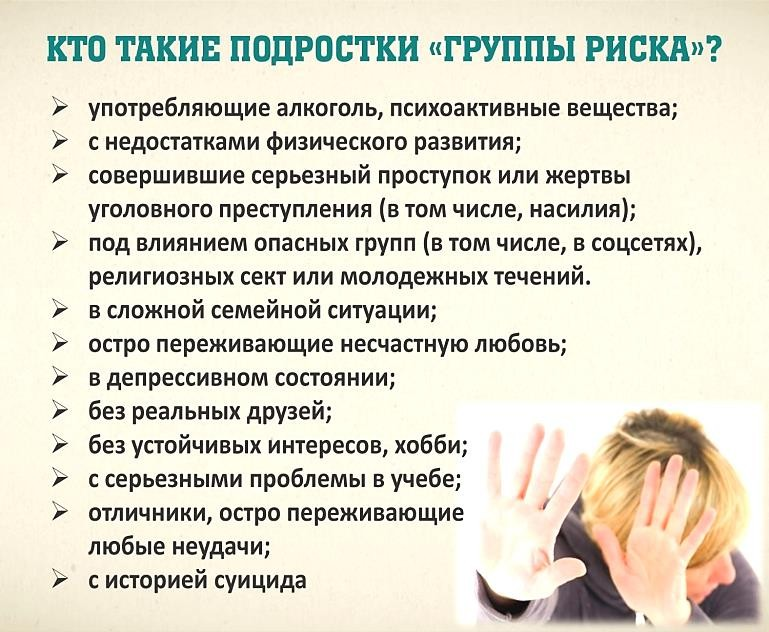 КТО ТАКИЕ ПОДРОСТКИ «ГРУППЫ РИСКА»?
➢ употребляющие алкоголь, психоактивные вещества;
➢ с недостатками физического развития;
➢ совершившие серьезный проступок или жертвы
уголовного преступления (в том числе, насилия);
➢ под влиянием опасных групп (в том числе, в соцсетях),
религиозных сект или молодежных течений.
➢ в сложной семейной ситуации;
➢ остро переживающие несчастную любовь;
➢ в депрессивном состоянии;
➢ без реальных друзей;
➢ без устойчивых интересов, хобби;
➢ с серьезными проблемы в учебе;
➢ отличники, остро переживающие
любые неудачи;
➢ с историей суицида